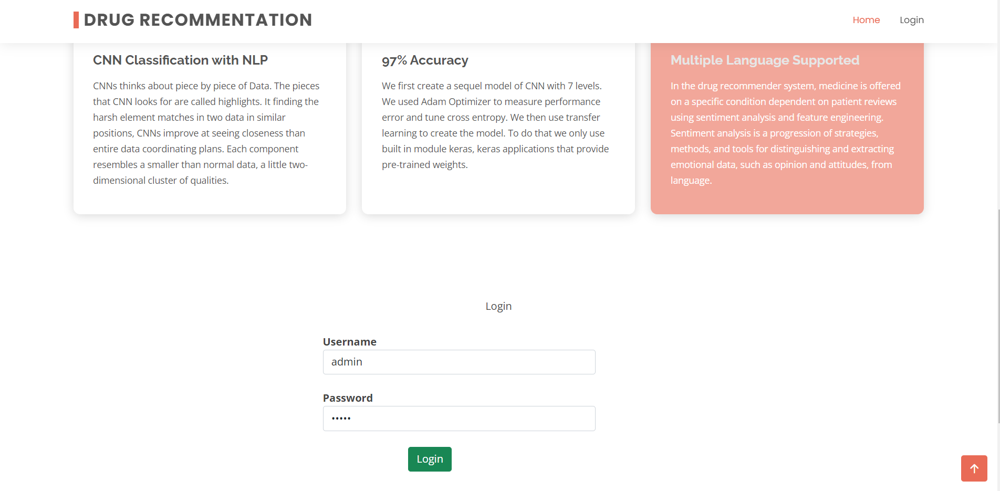 DRUG RECOMMENTATION
Home
Login
CNN Classification with NLP
CNNs thinks about piece by piece of Data. The pieces
that CNN looks for are called highlights. It finding the
harsh element matches in two data in similar
positions, CNNs improve at seeing closeness than
entire data coordinating plans. Each component
resembles a smaller than normal data, a little two-
dimensional cluster of qualities.
97% Accuracy
We first create a sequel model of CNN with 7 levels.
We used Adam Optimizer to measure performance
error and tune cross entropy. We then use transfer
learning to create the model. To do that we only use
built in module keras, keras applications that provide
pre-trained weights.
Multiple Language Supported
In the drug recommender system, medicine is offered
on a specific condition dependent on patient reviews
using sentiment analysis and feature engineering.
Sentiment analysis is a progression of strategies,
methods, and tools for distinguishing and extracting
emotional data, such as opinion and attitudes, from
language.
Login
Username
admin
Password
•••••
Login